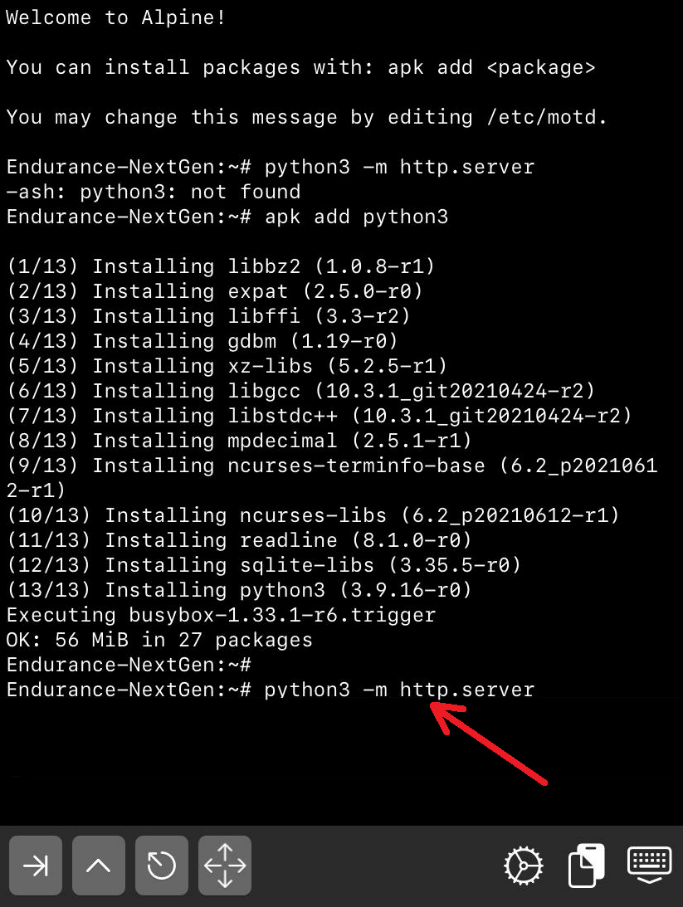 Welcome to Alpine!
You can install packages with: apk add <package>
You may change this message by editing /etc/motd.
Endurance-NextGen:~# python3 -m http.server
-ash: python3: not found
Endurance-NextGen:~# apk add python3
(1/13) Installing libbz2 (1.0.8-r1)
(2/13) Installing expat (2.5.0-r0)
(3/13) Installing libffi (3.3-r2)
(4/13) Installing gdbm (1.19-r0)
(5/13) Installing xz-libs (5.2.5-r1)
(6/13) Installing libgcc (10.3.1_git20210424-r2)
(7/13) Installing libstdc++ (10.3.1_git20210424-r2)
(8/13) Installing mpdecimal (2.5.1-r1)
(9/13) Installing ncurses-terminfo-base (6.2_p2021061
2-r1)
(10/13) Installing ncurses-libs (6.2_p20210612-r1)
(11/13) Installing readline (8.1.0-r0)
(12/13) Installing sqlite-libs (3.35.5-r0)
(13/13) Installing python3 (3.9.16-r0)
Executing busybox-1.33.1-r6.trigger
OK: 56 MiB in 27 packages
Endurance-NextGen:~#
Endurance-NextGen:~# python3 -m http.server